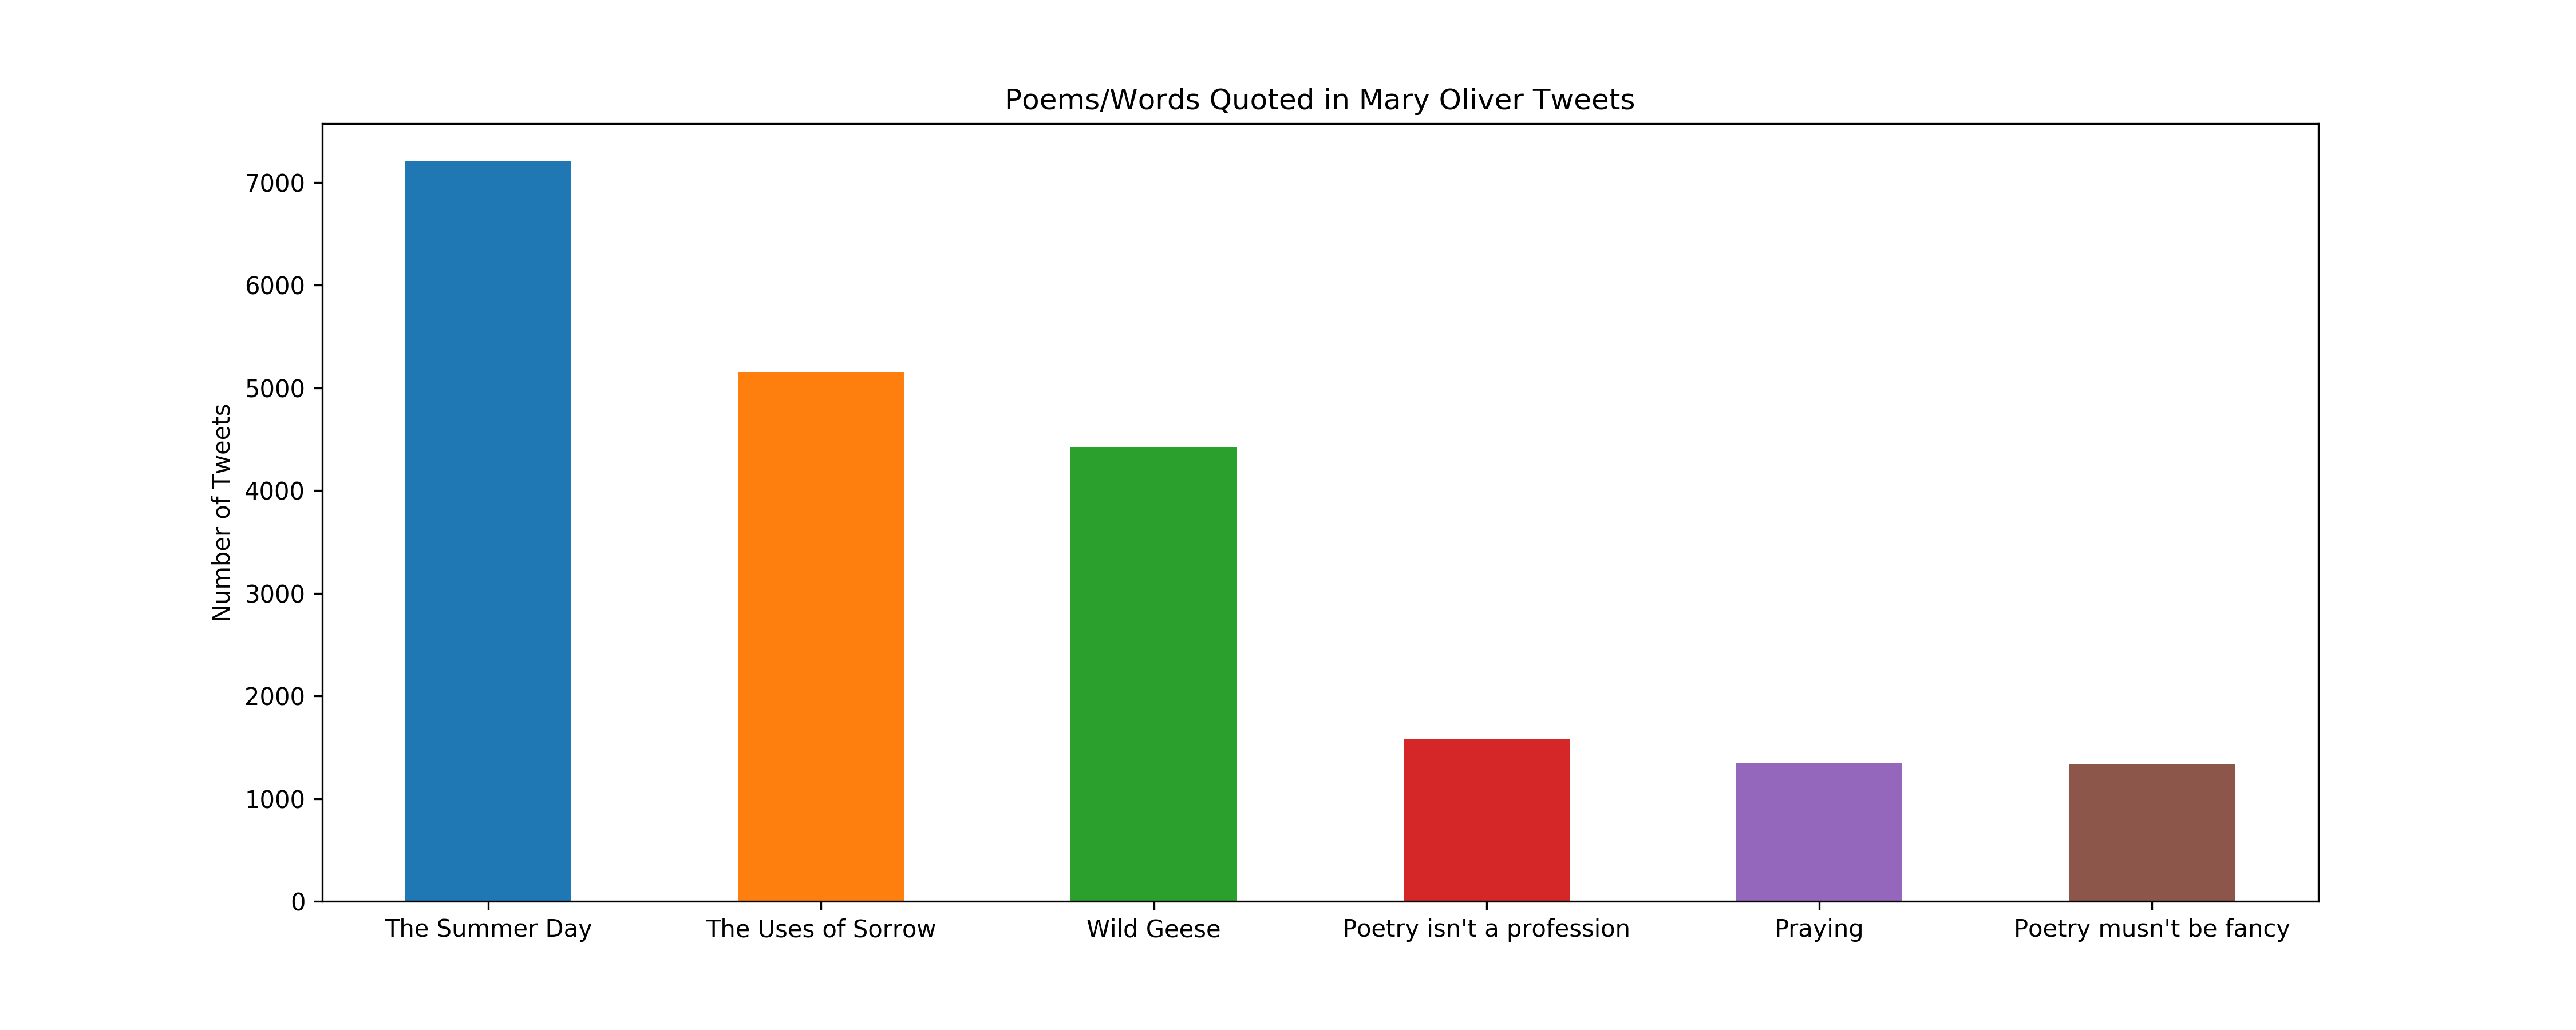 Poems/Words Quoted in Mary Oliver Tweets
Number of Tweets
7000
6000
5000
4000
3000
2000
1000
0
The Summer Day
The Uses of Sorrow
Wild Geese
Poetry isn't a profession
Praying
Poetry musn't be fancy